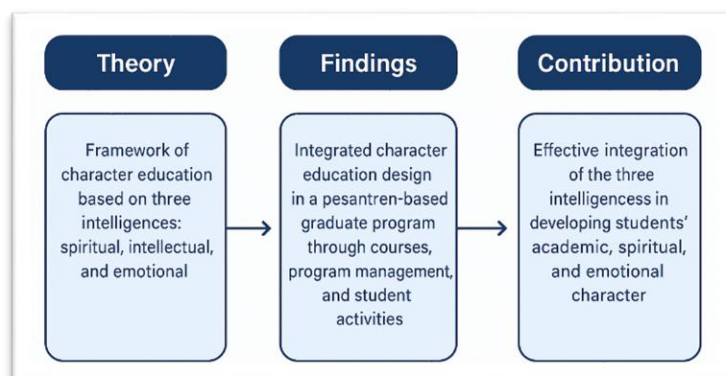 Theory
Framework of
character education
based on three
intelligences:
spiritual, intellectual,
and emotional
Findings
Integrated character
education design
in a pesantren-based
graduate program
through courses,
program management,
and student
activities
Contribution
Effective integration
of the three
intelligencess in
developing students’
academic, spiritual,
and emotional
character